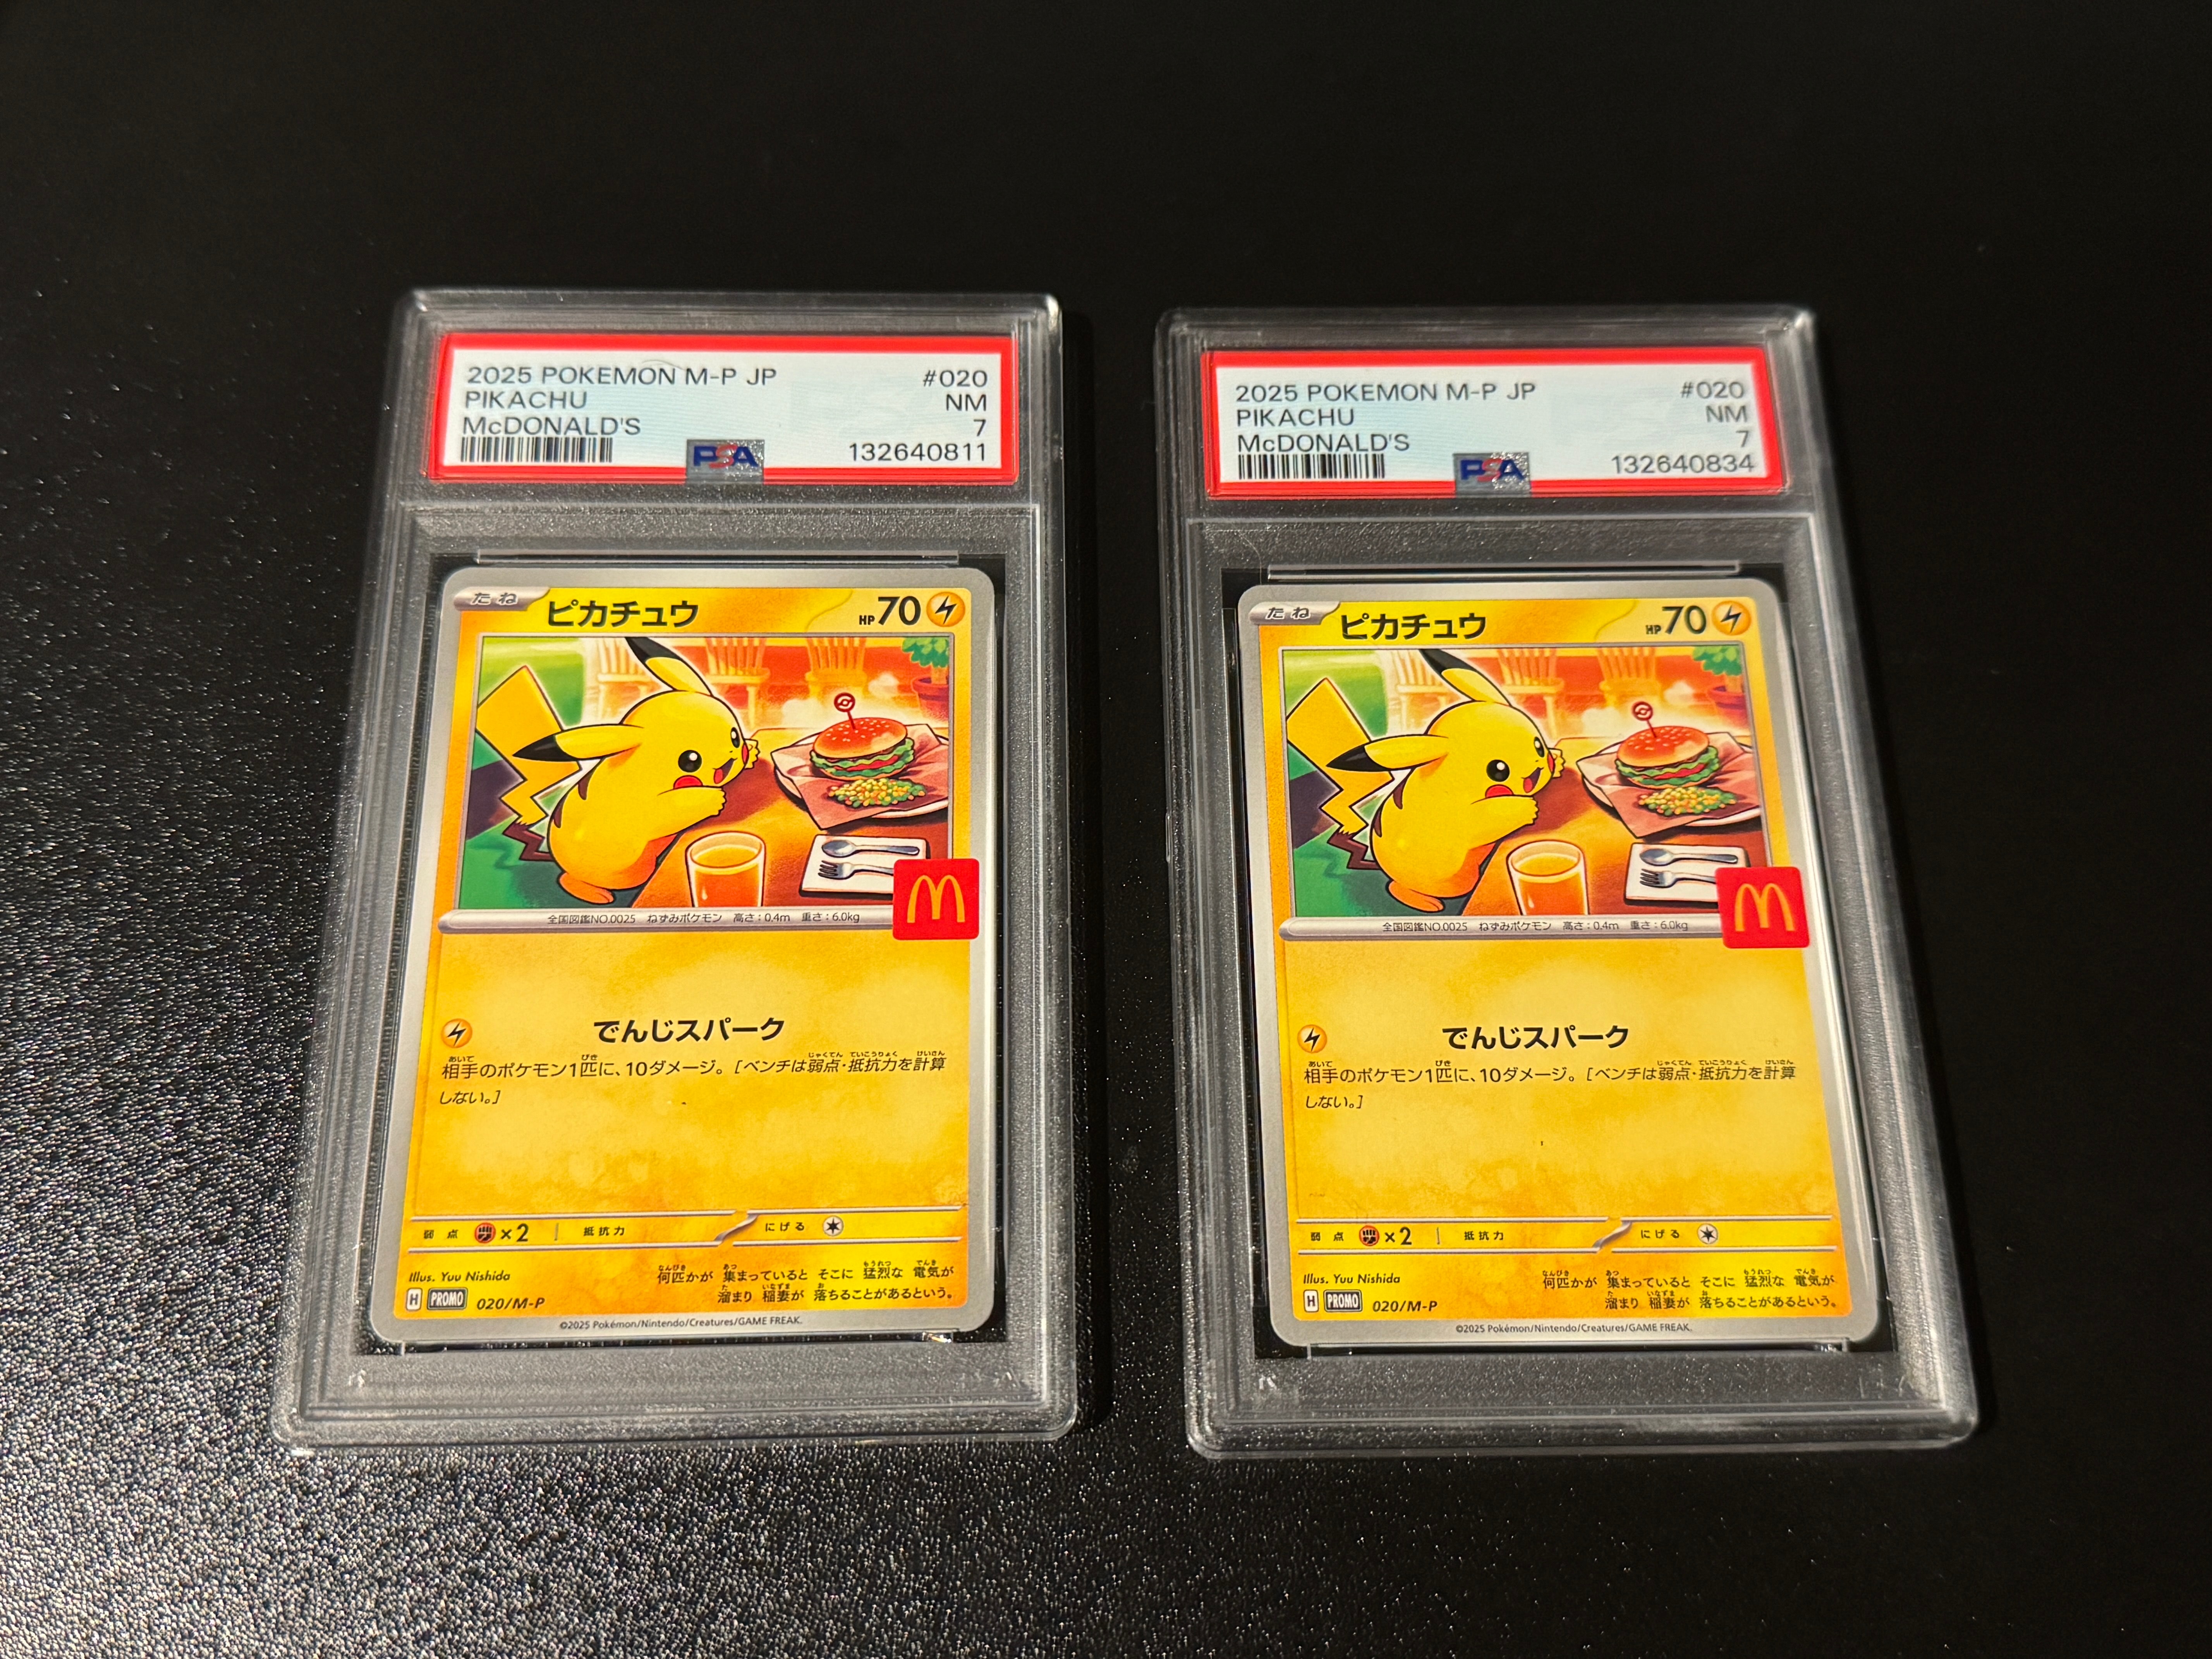 2025 POKEMON M-P JP #020
PIKACHU NM
McDONALD'S 7
PSA 132640811
たね ピカチュウ HP70
全国図鑑NO.0025 ねずみポケモン 高さ:0.4m 重さ:6.0kg
でんじスパーク
相手のポケモン1匹に、10ダメージ。[ベンチは弱点・抵抗力を計算
しない。]
弱点 ×2 抵抗力 にげる
Illus. Yuu Nishida
何匹かが 集まっていると そこに 猛烈な 電気が
溜まり 稲妻が 落ちることがあるという。
H PROMO 020/M-P
©2025 Pokémon/Nintendo/Creatures/GAME FREAK.
2025 POKEMON M-P JP #020
PIKACHU NM
McDONALD'S 7
PSA 132640834
たね ピカチュウ HP70
全国図鑑NO.0025 ねずみポケモン 高さ:0.4m 重さ:6.0kg
でんじスパーク
相手のポケモン1匹に、10ダメージ。[ベンチは弱点・抵抗力を計算
しない。]
弱点 ×2 抵抗力 にげる
Illus. Yuu Nishida
何匹かが 集まっていると そこに 猛烈な 電気が
溜まり 稲妻が 落ちることがあるという。
H PROMO 020/M-P
©2025 Pokémon/Nintendo/Creatures/GAME FREAK.